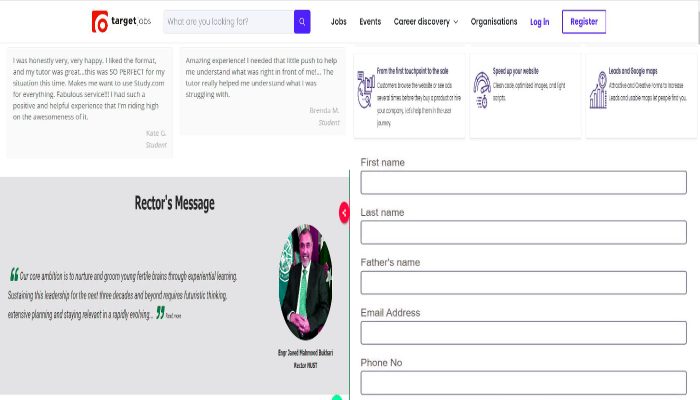 targetjobs
What are you looking for?
Jobs
Events
Career discovery
Organisations
Log in
Register
I was honestly very, very happy. I liked the format,
and my tutor was great...this was SO PERFECT for my
situation this time. Makes me want to use Study.com
for everything. Fabulous service!!! I had such a
positive and helpful experience that I'm riding high
on the awesomeness of it.
Kate G.
Student
Amazing experience! I needed that little push to help
me understand what was right in front of me!... The
tutor really helped me understand what I was
struggling with.
Brenda M.
Student
From the first touchpoint to the sale
Customers browse the website or see ads
several times before they buy a product or hire
your company, let's help them in the user
journey.
Speed up your website
Clean code, optimized images, and light
scripts.
Leads and Google maps
Attractive and Creative Forms to increase
Leads and usable maps let people find you.
Rector's Message
“ Our core ambition is to nurture and groom young fertile brains through experiential learning.
Sustaining this leadership for the next three decades and beyond requires futuristic thinking,
extensive planning and staying relevant in a rapidly evolving... ” Read more
Engr Javed Mahmood Bukhari
Rector NUST
First name
Last name
Father's name
Email Address
Phone No